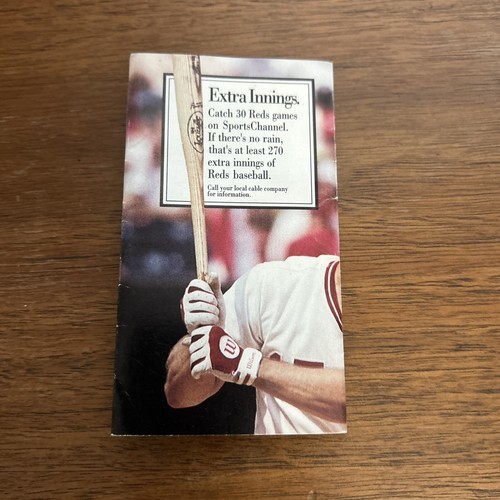 Extra Innings.
Catch 30 Reds games
on SportsChannel.
If there's no rain,
that's at least 270
extra innings of
Reds baseball.
Call your local cable company
for information.
W
Wilson